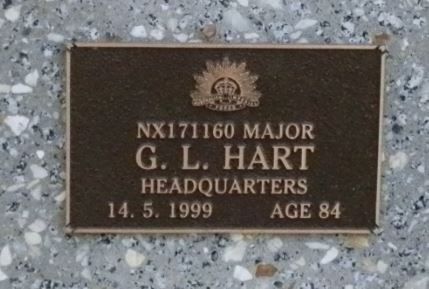 NX171160 MAJOR
G. L. HART
HEADQUARTERS
14. 5. 1999 AGE 84